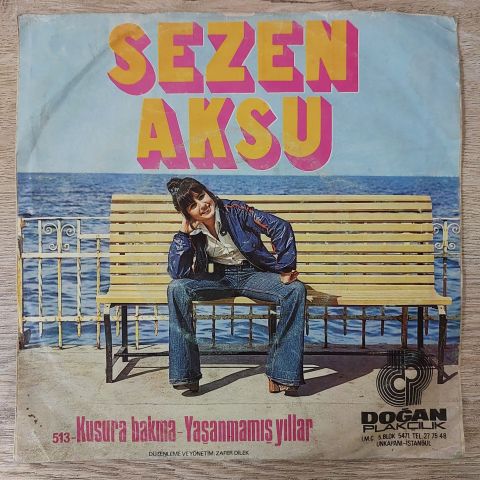 SEZEN
AKSU
513-Kusura bakma-Yaşanmamış yıllar
DÜZENLEME VE YÖNETİM: ZAFER DİLEK
DOĞAN
PLAKÇILIK
İ.M.Ç. 5.BLOK 5471 TEL.27 75 48
UNKAPANI-İSTANBUL